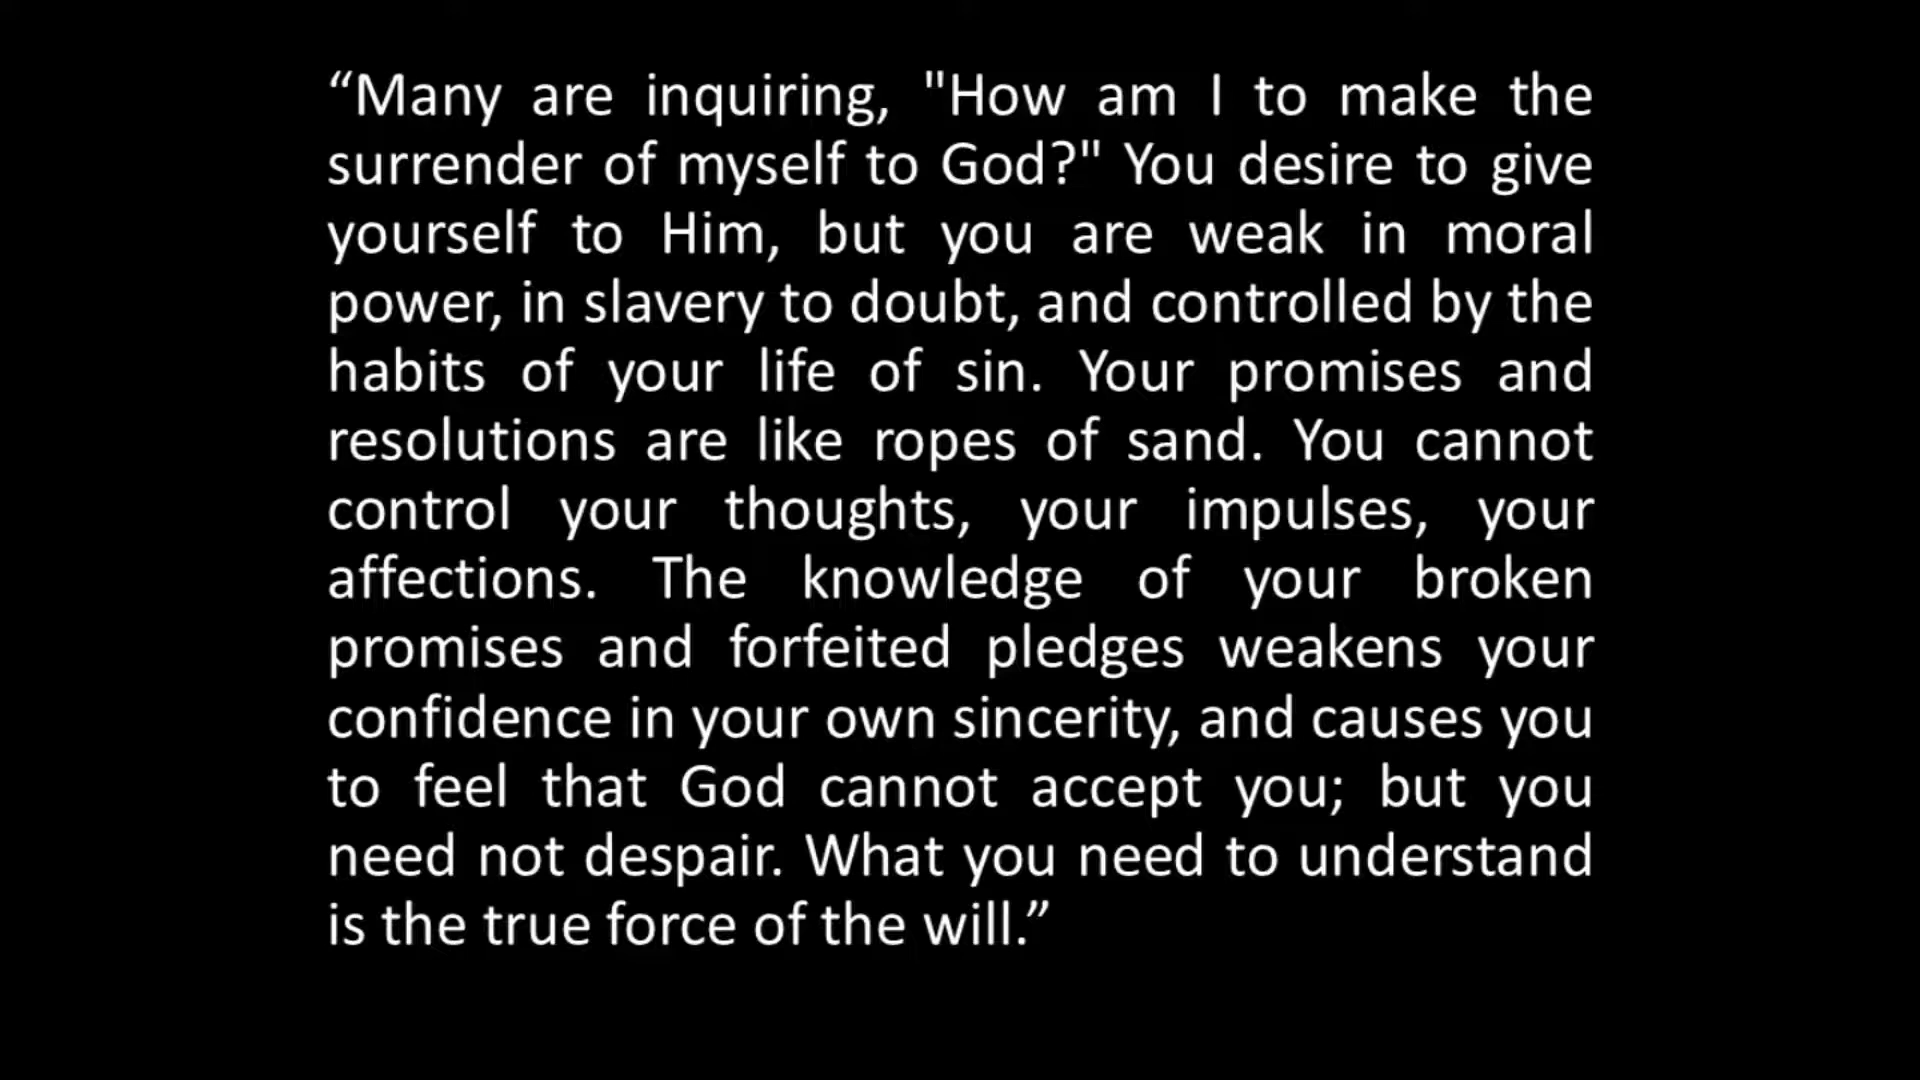 “Many are inquiring, "How am I to make the
surrender of myself to God?" You desire to give
yourself to Him, but you are weak in moral
power, in slavery to doubt, and controlled by the
habits of your life of sin. Your promises and
resolutions are like ropes of sand. You cannot
control your thoughts, your impulses, your
affections. The knowledge of your broken
promises and forfeited pledges weakens your
confidence in your own sincerity, and causes you
to feel that God cannot accept you; but you
need not despair. What you need to understand
is the true force of the will.”